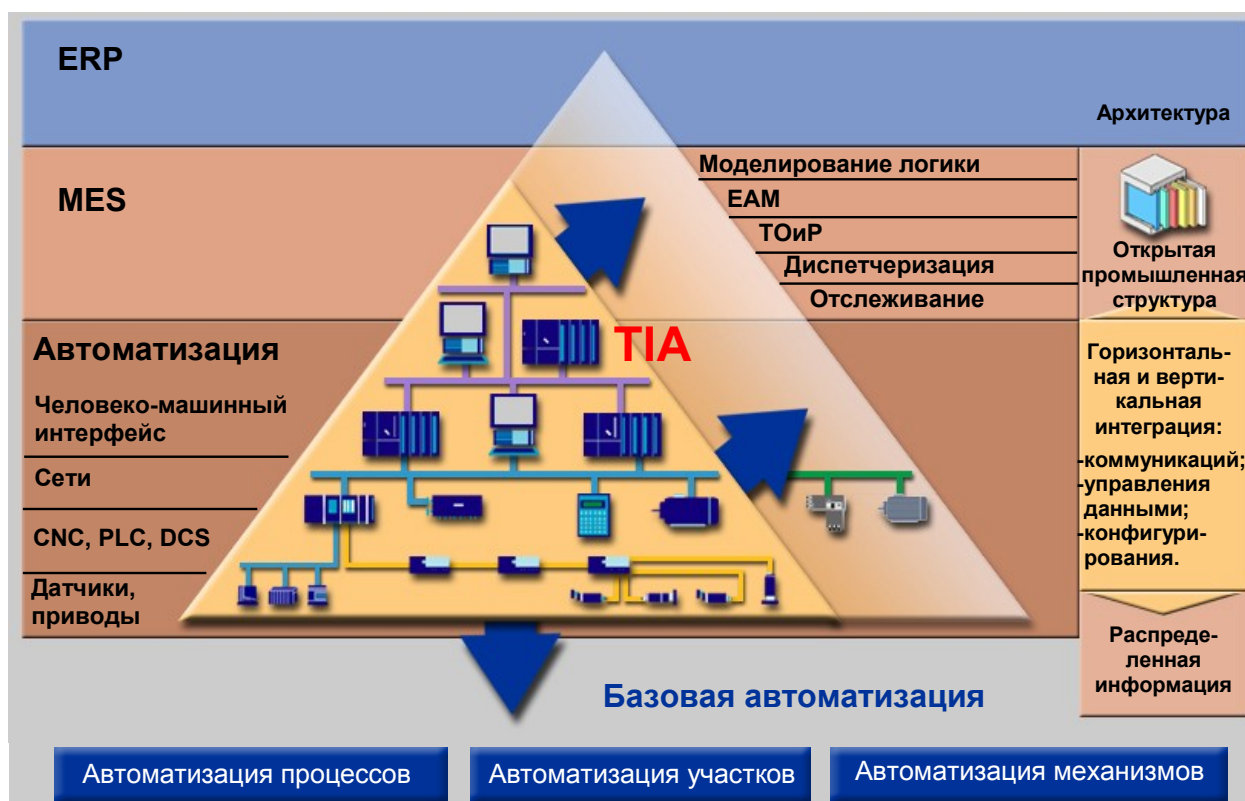 ERP
Архитектура
MES
Моделирование логики
EAM
ТОиР
Диспетчеризация
Отслеживание
Открытая
промышленная
структура
TIA
Автоматизация
Человеко-машинный
интерфейс
Сети
CNC, PLC, DCS
Датчики,
приводы
Горизонталь-
ная и верти-
кальная
интеграция:
-коммуникаций;
-управления
данными;
-конфигури-
рования.
Распреде-
ленная
информация
Базовая автоматизация
Автоматизация процессов
Автоматизация участков
Автоматизация механизмов